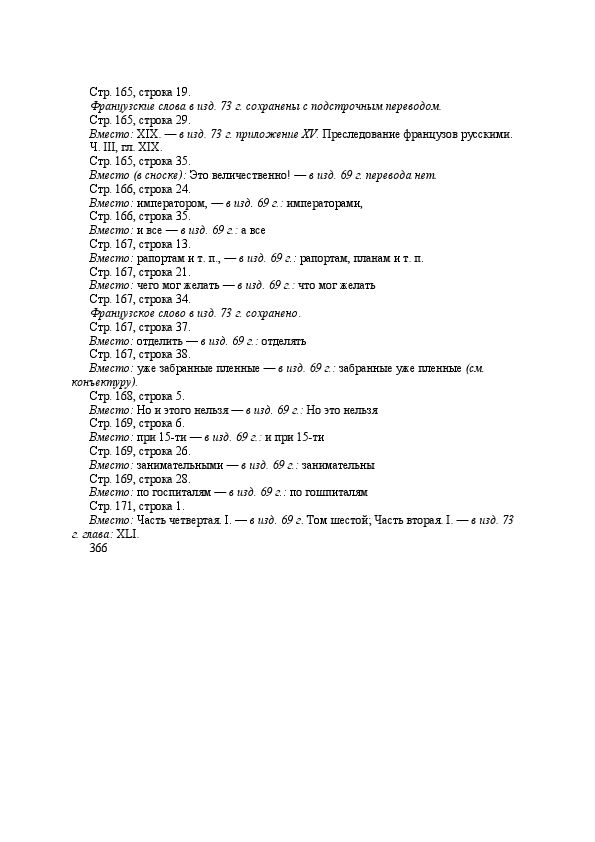 Стр. 165, строка 19.
Французские слова в изд. 73 г. сохранены с подстрочным переводом.
Стр. 165, строка 29.
Вместо: XIX. — в изд. 73 г. приложение XV. Преследование французов русскими.
Ч. III, гл. XIX.
Стр. 165, строка 35.
Вместо (в сноске): Это величественно! — в изд. 69 г. перевода нет.
Стр. 166, строка 24.
Вместо: императором, — в изд. 69 г.: императорами,
Стр. 166, строка 35.
Вместо: и все — в изд. 69 г.: а все
Стр. 167, строка 13.
Вместо: рапортам и т. п., — в изд. 69 г.: рапортам, планам и т. п.
Стр. 167, строка 21.
Вместо: чего мог желать — в изд. 69 г.: что мог желать
Стр. 167, строка 34.
Французское слово в изд. 73 г. сохранено.
Стр. 167, строка 37.
Вместо: отделить — в изд. 69 г.: отделять
Стр. 167, строка 38.
Вместо: уже забранные пленные — в изд. 69 г.: забранные уже пленные (см.
конъектуру).
Стр. 168, строка 5.
Вместо: Но и этого нельзя — в изд. 69 г.: Но это нельзя
Стр. 169, строка 6.
Вместо: при 15-ти — в изд. 69 г.: и при 15-ти
Стр. 169, строка 26.
Вместо: занимательными — в изд. 69 г.: занимательны
Стр. 169, строка 28.
Вместо: по госпиталям — в изд. 69 г.: по гошпиталям
Стр. 171, строка 1.
Вместо: Часть четвертая. I. — в изд. 69 г. Том шестой; Часть вторая. I. — в изд. 73
г. глава: XLI.
366